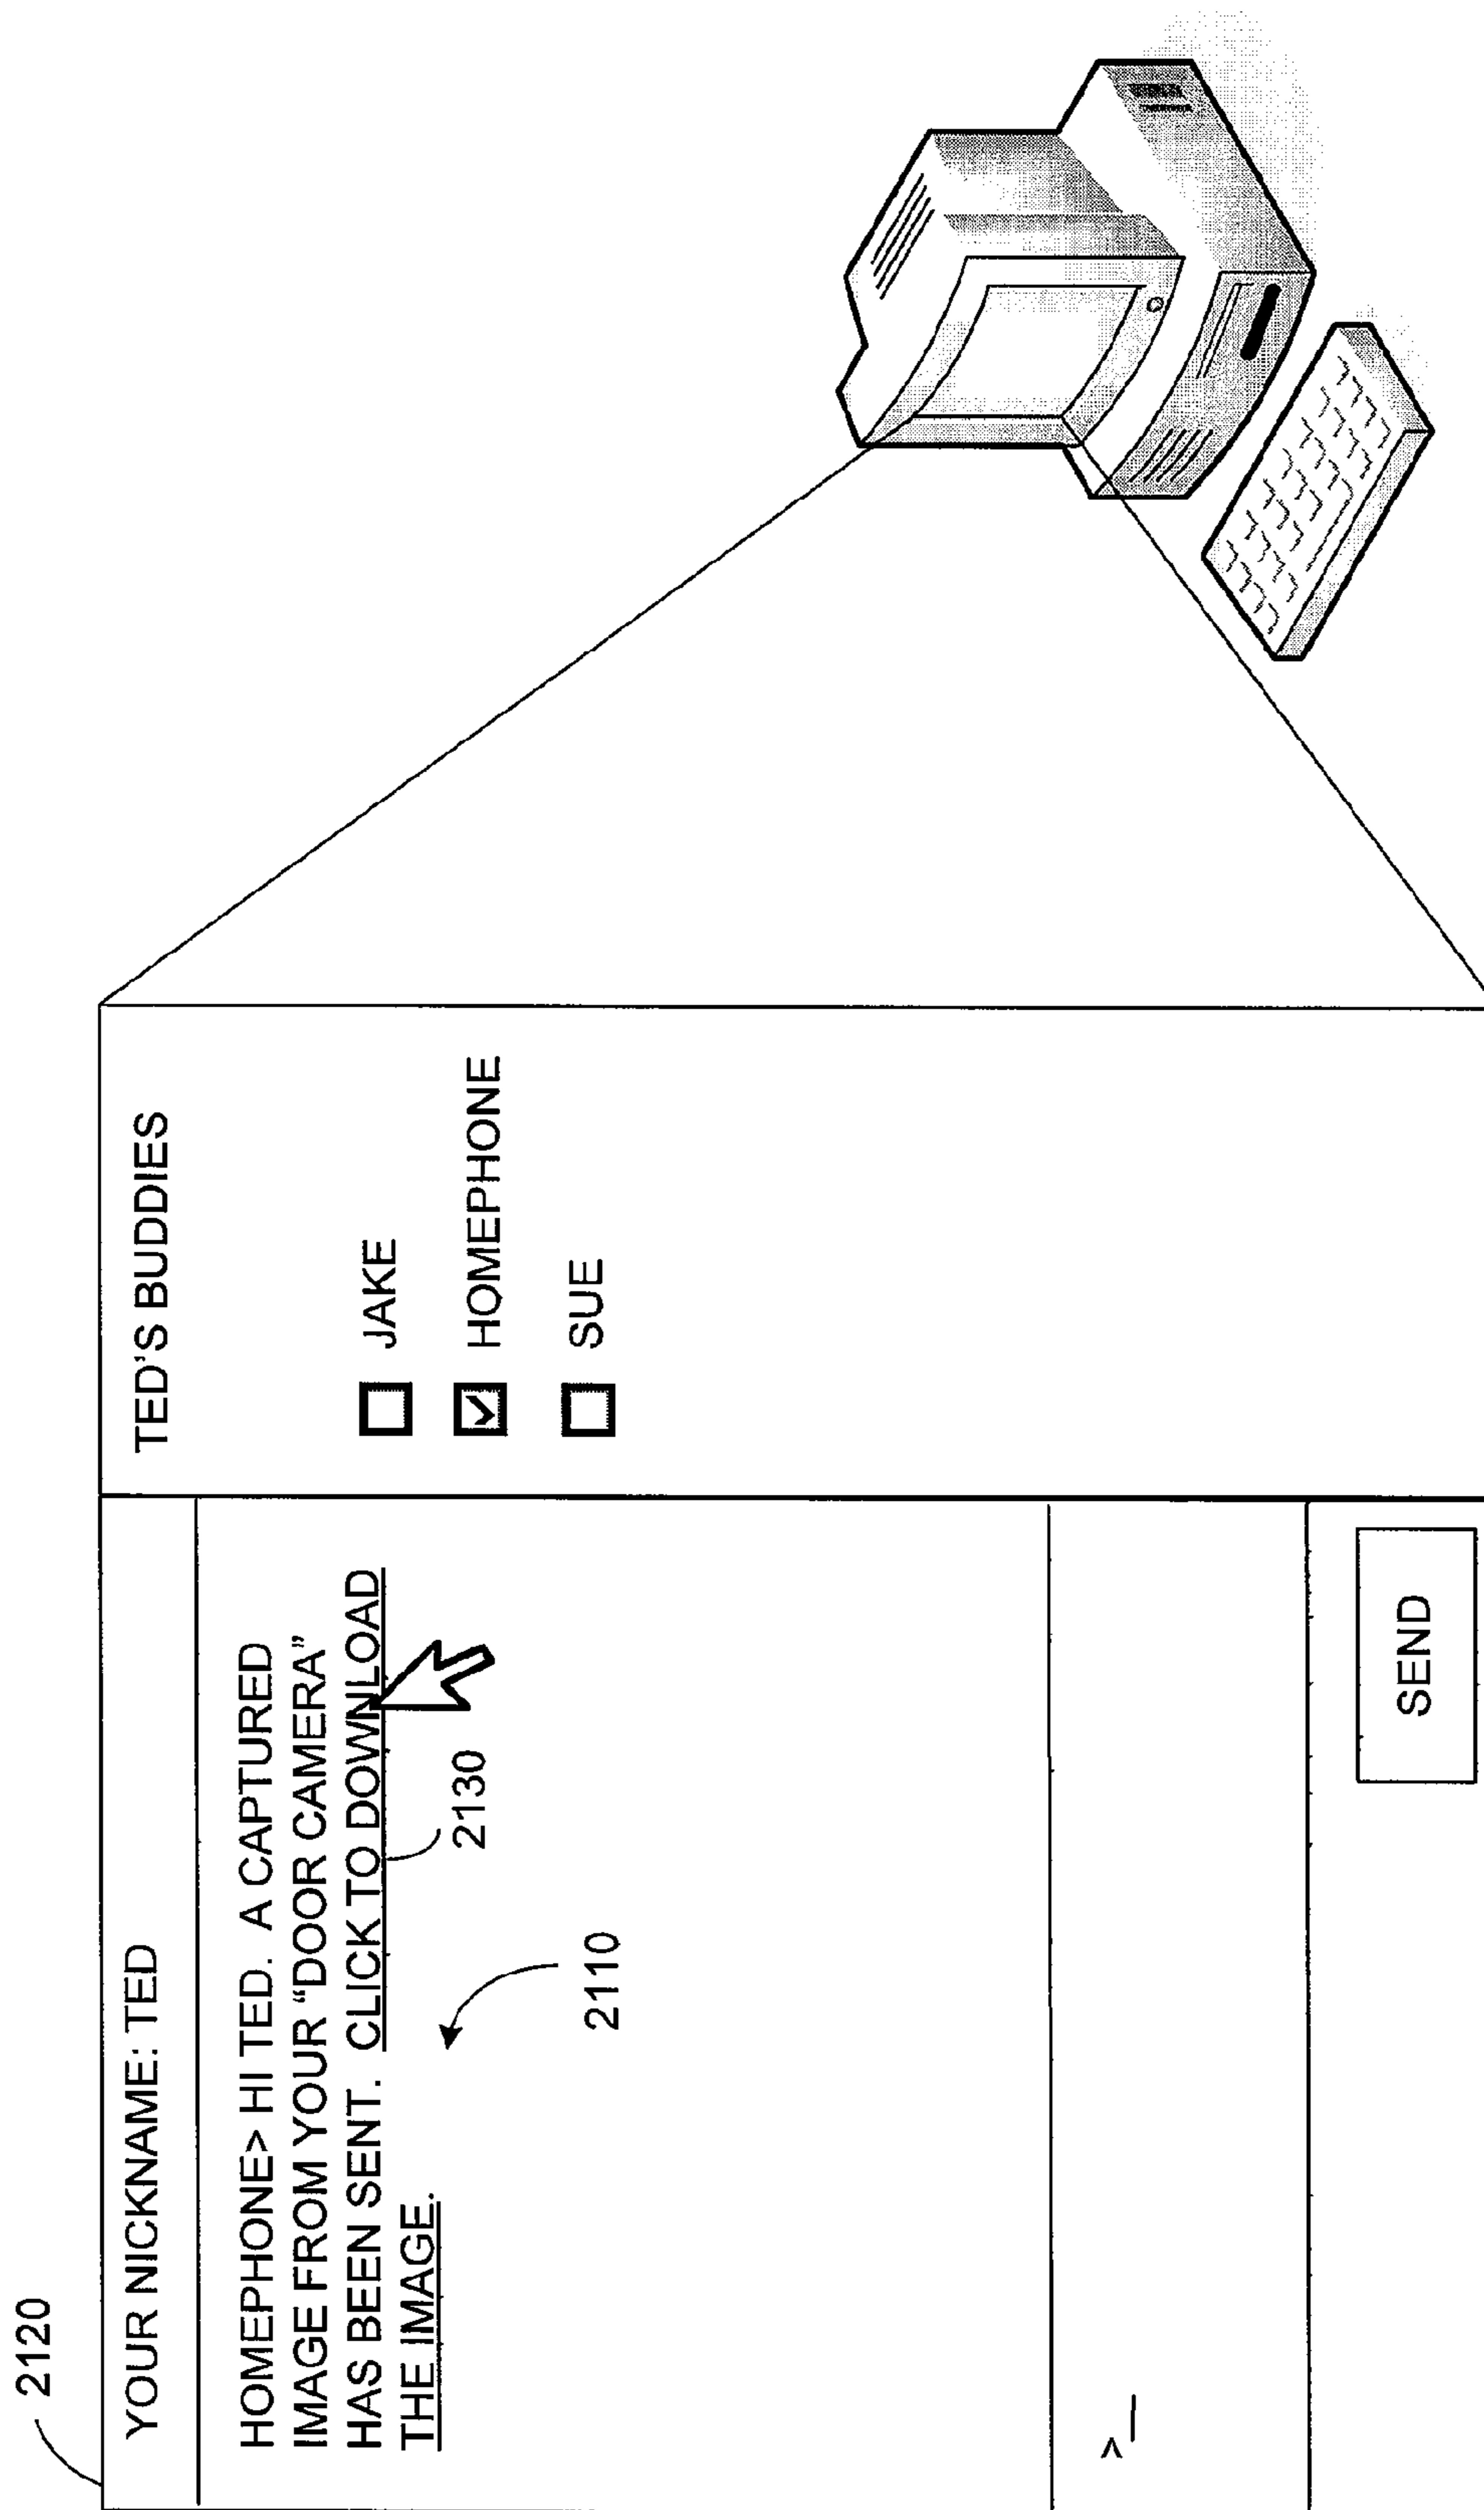 2120
YOUR NICKNAME: TED
HOMEPHONE> HI TED. A CAPTURED
IMAGE FROM YOUR “DOOR CAMERA”
HAS BEEN SENT. CLICK TO DOWNLOAD
THE IMAGE.
2130
2110
>_
SEND
TED'S BUDDIES
JAKE
HOMEPHONE
SUE